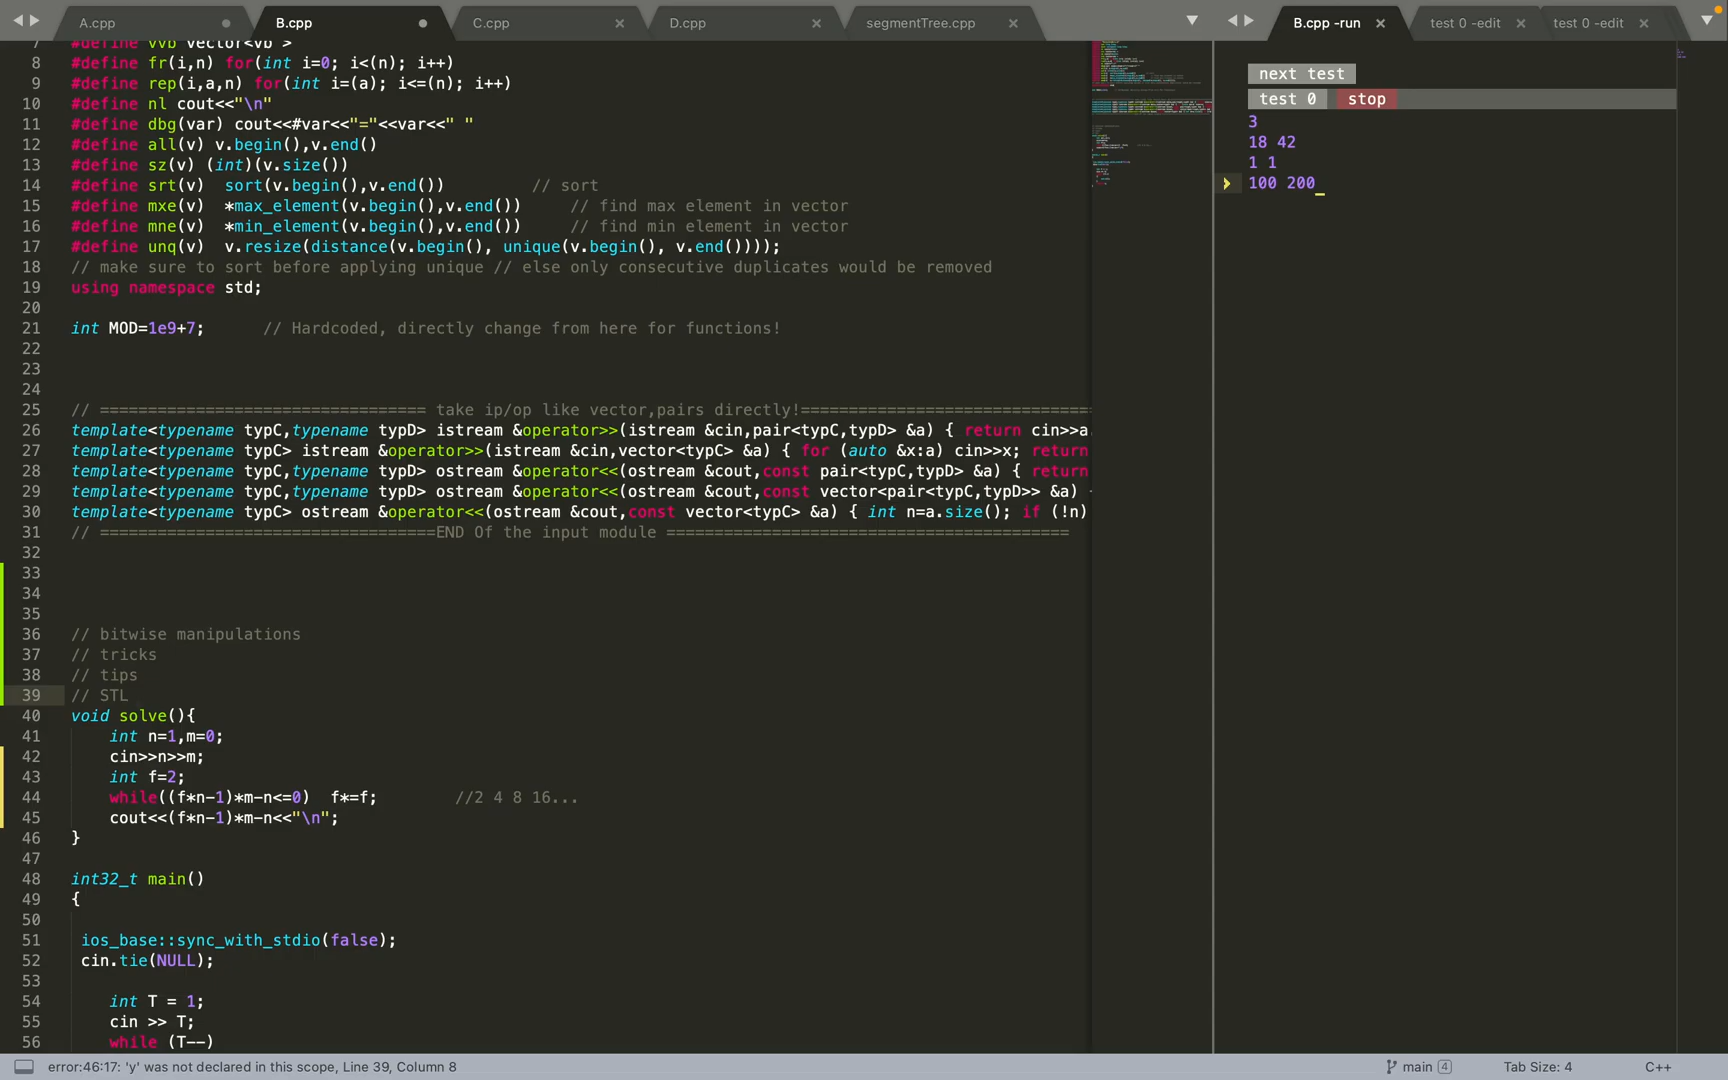 A.cpp B.cpp C.cpp D.cpp segmentTree.cpp B.cpp -run test 0 -edit test 0 -edit
7 #define vvb vector<vb >
8 #define fr(i,n) for(int i=0; i<(n); i++)
9 #define rep(i,a,n) for(int i=(a); i<=(n); i++)
10 #define nl cout<<"\n"
11 #define dbg(var) cout<<#var<<"="<<var<<" "
12 #define all(v) v.begin(),v.end()
13 #define sz(v) (int)(v.size())
14 #define srt(v)  sort(v.begin(),v.end())         // sort
15 #define mxe(v)  *max_element(v.begin(),v.end())     // find max element in vector
16 #define mne(v)  *min_element(v.begin(),v.end())     // find min element in vector
17 #define unq(v)  v.resize(distance(v.begin(), unique(v.begin(), v.end())));
18 // make sure to sort before applying unique // else only consecutive duplicates would be removed
19 using namespace std;
20
21 int MOD=1e9+7;      // Hardcoded, directly change from here for functions!
22
23
24
25 // ================================== take ip/op like vector,pairs directly!==============================
26 template<typename typC,typename typD> istream &operator>>(istream &cin,pair<typC,typD> &a) { return cin>>a
27 template<typename typC> istream &operator>>(istream &cin,vector<typC> &a) { for (auto &x:a) cin>>x; return
28 template<typename typC,typename typD> ostream &operator<<(ostream &cout,const pair<typC,typD> &a) { return
29 template<typename typC,typename typD> ostream &operator<<(ostream &cout,const vector<pair<typC,typD>> &a)
30 template<typename typC> ostream &operator<<(ostream &cout,const vector<typC> &a) { int n=a.size(); if (!n)
31 // ===================================END Of the input module ==========================================
32
33
34
35
36 // bitwise manipulations
37 // tricks
38 // tips
39 // STL
40 void solve(){
41     int n=1,m=0;
42     cin>>n>>m;
43     int f=2;
44     while((f*n-1)*m-n<=0)  f*=f;        //2 4 8 16...
45     cout<<(f*n-1)*m-n<<"\n";
46 }
47
48 int32_t main()
49 {
50
51  ios_base::sync_with_stdio(false);
52  cin.tie(NULL);
53
54     int T = 1;
55     cin >> T;
56     while (T--)
next test
test 0 stop
3
18 42
1 1
100 200
error:46:17: 'y' was not declared in this scope, Line 39, Column 8 main 4 Tab Size: 4 C++